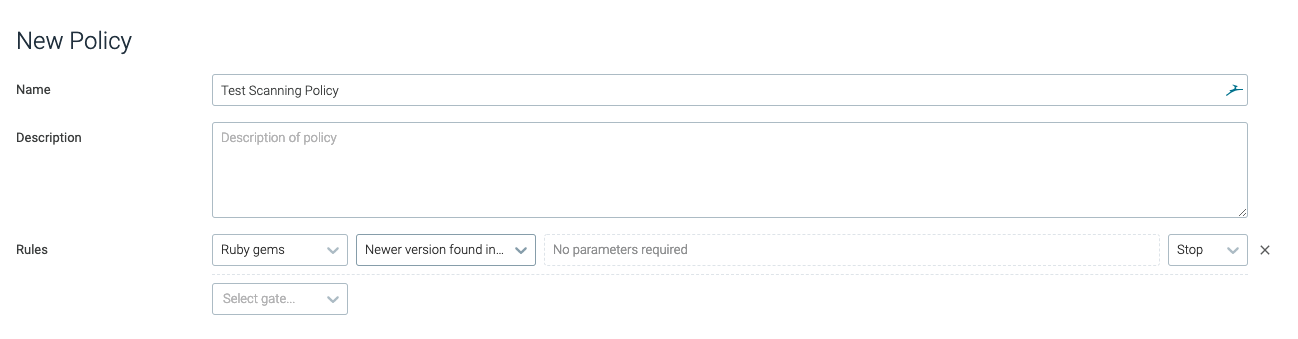 New Policy
Name
Test Scanning Policy
Description
Description of policy
Rules
Ruby gems
Newer version found in...
No parameters required
Stop
Select gate...